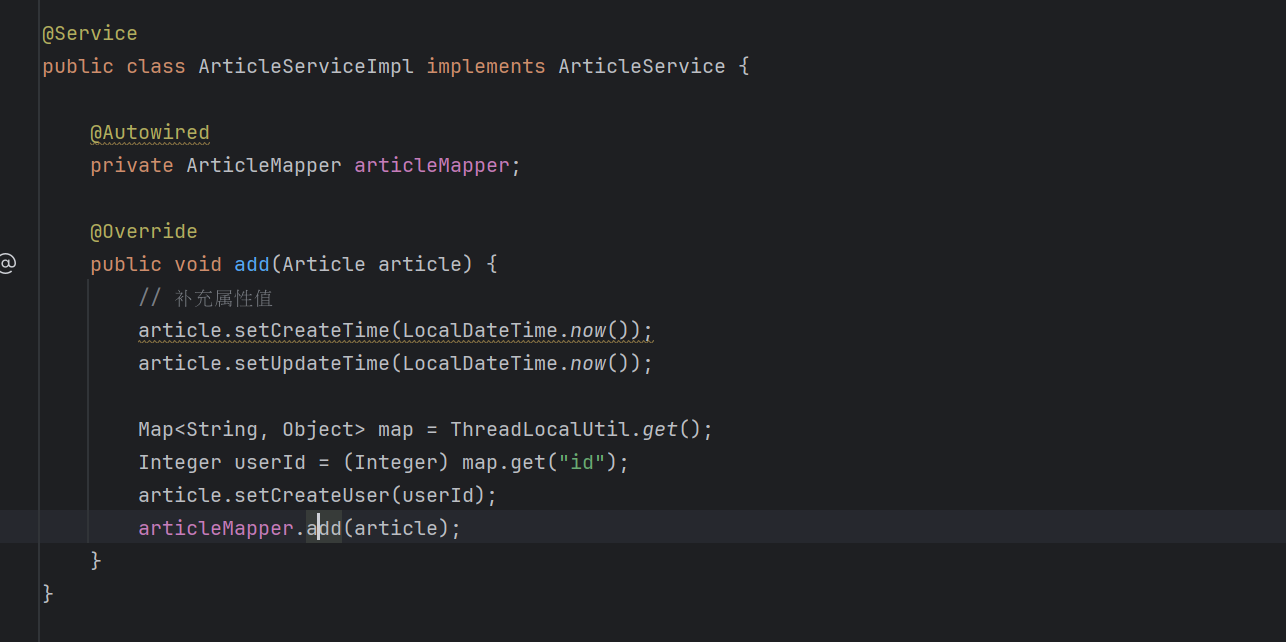 @Service
public class ArticleServiceImpl implements ArticleService {
@Autowired
private ArticleMapper articleMapper;
@Override
public void add(Article article) {
// 补充属性值
article.setCreateTime(LocalDateTime.now());
article.setUpdateTime(LocalDateTime.now());
Map<String, Object> map = ThreadLocalUtil.get();
Integer userId = (Integer) map.get("id");
article.setCreateUser(userId);
articleMapper.add(article);
}
}